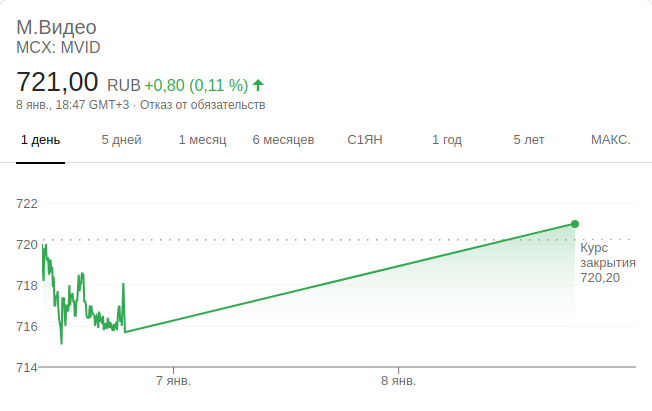 М.Видео
MCX: MVID
721,00 RUB +0,80 (0,11 %)
8 янв., 18:47 GMT+3 · Отказ от обязательств
1 день 5 дней 1 месяц 6 месяцев С1ЯН 1 год 5 лет МАКС.
722
720
718
716
714
Курс
закрытия
720,20
7 янв. 8 янв.